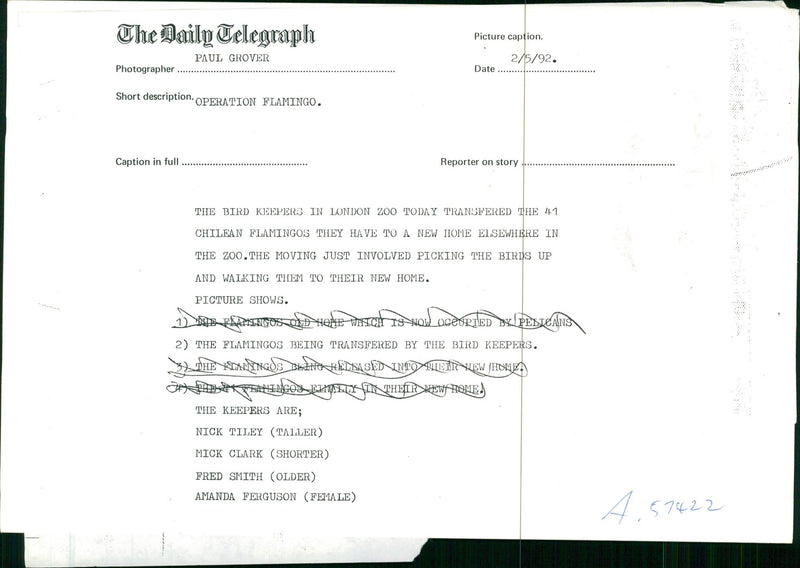 The Daily Telegraph
Picture caption.
PAUL GROVER
Photographer
2/5/92.
Date
Short description. OPERATION FLAMINGO.
Caption in full
Reporter on story
THE BIRD KEEPERS IN LONDON ZOO TODAY TRANSFERED THE 41
CHILEAN FLAMINGOS THEY HAVE TO A NEW HOME ELSEWHERE IN
THE ZOO.THE MOVING JUST INVOLVED PICKING THE BIRDS UP
AND WALKING THEM TO THEIR NEW HOME.
PICTURE SHOWS.
1) THE FLAMINGOS OLD HOME WHICH IS NOW OCCUPIED BY PELICANS
2) THE FLAMINGOS BEING TRANSFERED BY THE BIRD KEEPERS.
3) THE FLAMINGOS BEING RELEASED INTO THEIR NEW HOME.
4) THE 41 FLAMINGOS FINALLY IN THEIR NEW HOME.
THE KEEPERS ARE;
NICK TILEY (TALLER)
MICK CLARK (SHORTER)
FRED SMITH (OLDER)
AMANDA FERGUSON (FEMALE)
A. 57422